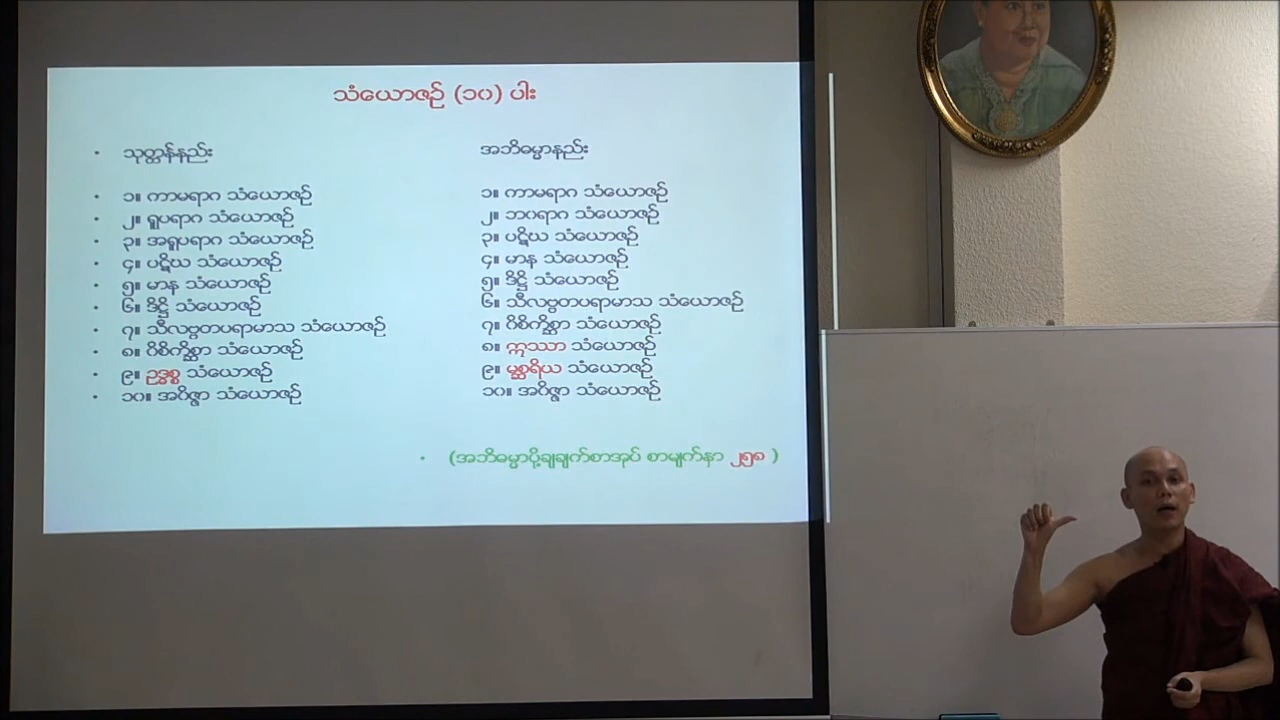 သံယောဇဉ် (၁၀) ပါး
• သုတ္တန်နည်း
• ၁။ ကာမရာဂ သံယောဇဉ်
• ၂။ ရူပရာဂ သံယောဇဉ်
• ၃။ အရူပရာဂ သံယောဇဉ်
• ၄။ ပဋိဃ သံယောဇဉ်
• ၅။ မာန သံယောဇဉ်
• ၆။ ဒိဋ္ဌိ သံယောဇဉ်
• ၇။ သီလဗ္ဗတပရာမာသ သံယောဇဉ်
• ၈။ ဝိစိကိစ္ဆာ သံယောဇဉ်
• ၉။ ဥဒ္ဓစ္စ သံယောဇဉ်
• ၁၀။ အဝိဇ္ဇာ သံယောဇဉ်
အဘိဓမ္မာနည်း
၁။ ကာမရာဂ သံယောဇဉ်
၂။ ဘဝရာဂ သံယောဇဉ်
၃။ ပဋိဃ သံယောဇဉ်
၄။ မာန သံယောဇဉ်
၅။ ဒိဋ္ဌိ သံယောဇဉ်
၆။ သီလဗ္ဗတပရာမာသ သံယောဇဉ်
၇။ ဝိစိကိစ္ဆာ သံယောဇဉ်
၈။ ဣဿာ သံယောဇဉ်
၉။ မစ္ဆရိယ သံယောဇဉ်
၁၀။ အဝိဇ္ဇာ သံယောဇဉ်
• (အဘိဓမ္မာပို့ချချက်စာအုပ် စာမျက်နှာ ၂၅၈ )